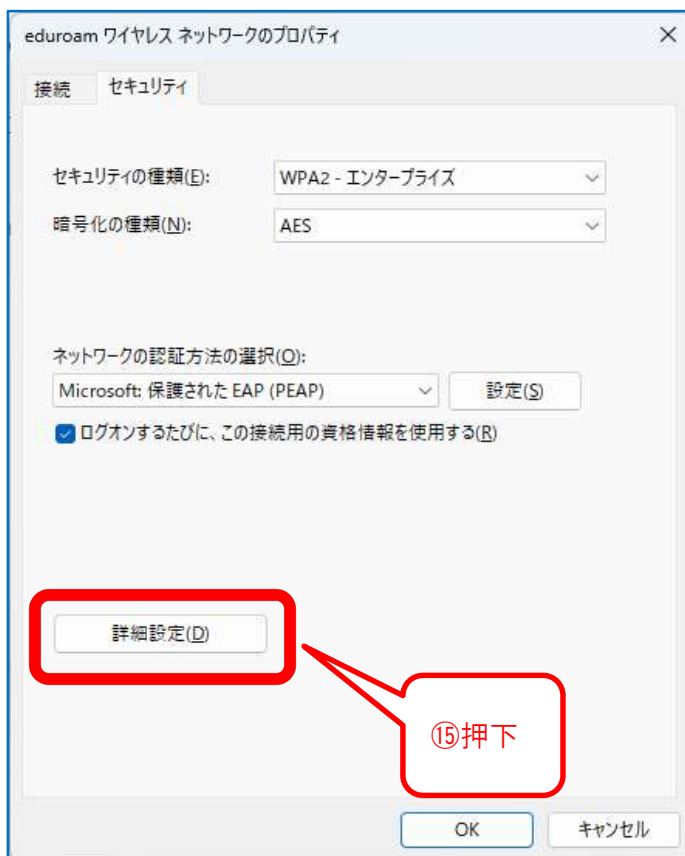 eduroam ワイヤレス ネットワークのプロパティ
接続 セキュリティ
セキュリティの種類(E): WPA2 - エンタープライズ
暗号化の種類(N): AES
ネットワークの認証方法の選択(O):
Microsoft: 保護された EAP (PEAP) 設定(S)
ログオンするたびに、この接続用の資格情報を使用する(R)
詳細設定(D)
⑮押下
OK キャンセル